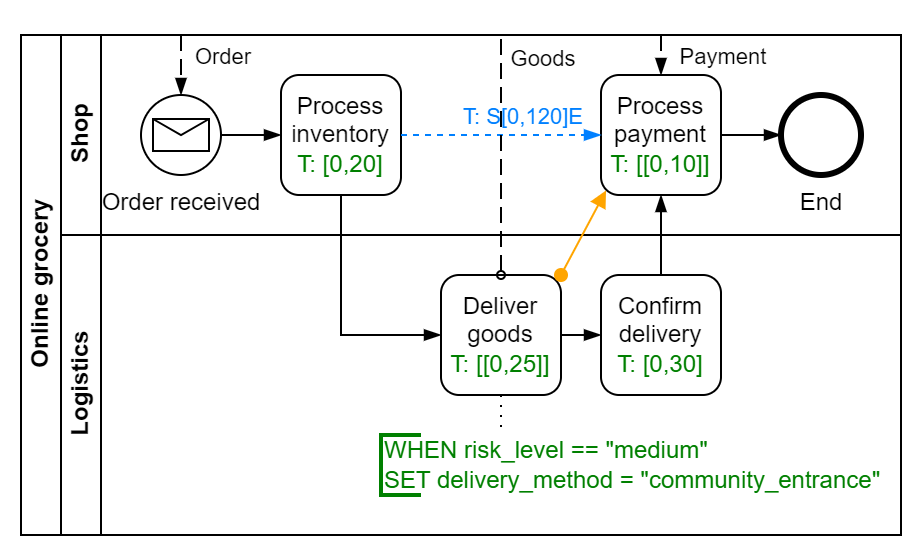 Online grocery
Shop
Logistics
Order
Goods
Payment
Order received
Process
inventory
T: [0,20]
T: S[0,120]E
Process
payment
T: [[0,10]]
End
Deliver
goods
T: [[0,25]]
Confirm
delivery
T: [0,30]
WHEN risk_level == "medium"
SET delivery_method = "community_entrance"